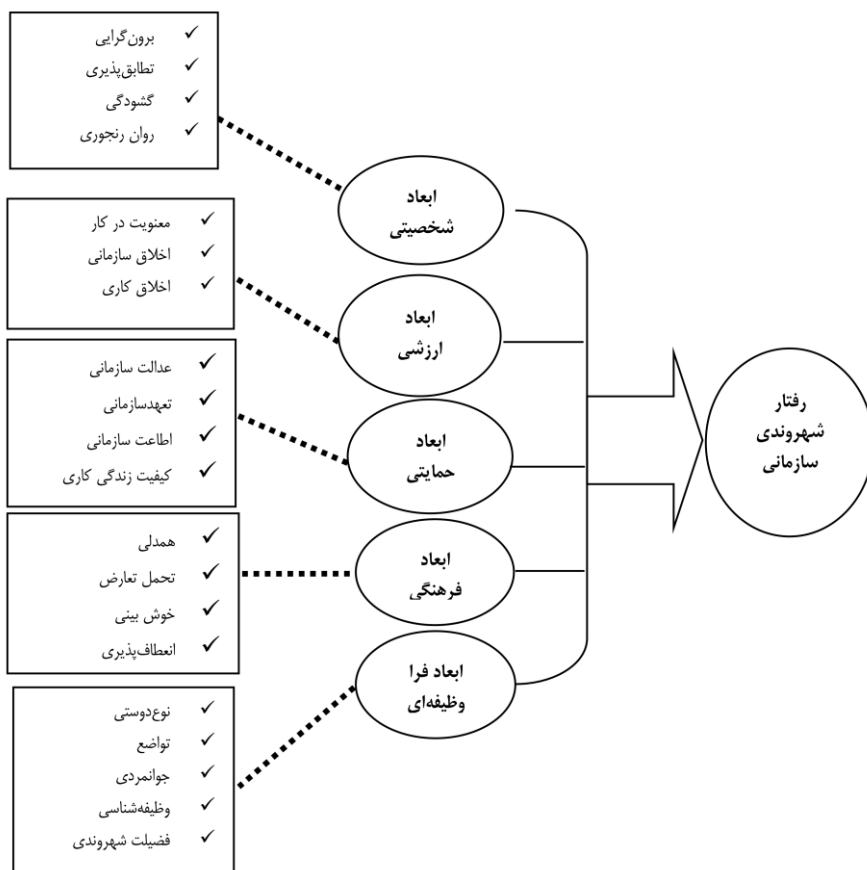 برون‌گرایی
تطابق‌پذیری
گشودگی
روان رنجوری
ابعاد
شخصیتی
معنویت در کار
اخلاق سازمانی
اخلاق کاری
ابعاد
ارزشی
عدالت سازمانی
تعهدسازمانی
اطاعت سازمانی
کیفیت زندگی کاری
ابعاد
حمایتی
همدلی
تحمل تعارض
خوش بینی
انعطاف‌پذیری
ابعاد
فرهنگی
نوع‌دوستی
تواضع
جوانمردی
وظیفه‌شناسی
فضیلت شهروندی
ابعاد فرا
وظیفه‌ای
رفتار
شهروندی
سازمانی